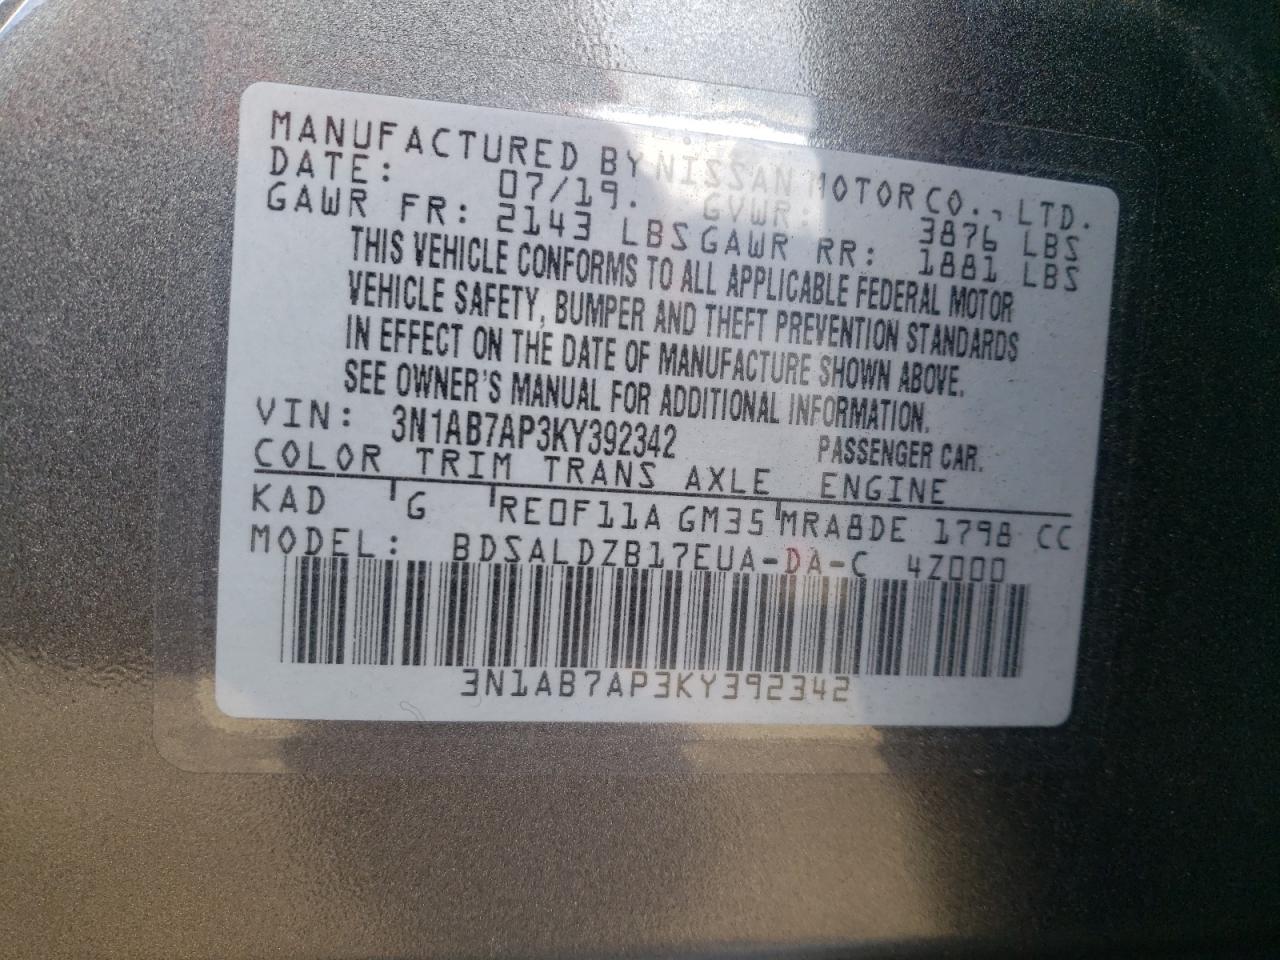 MANUFACTURED BY NISSAN MOTOR CO., LTD.
DATE: 07/19. GVWR: 3876 LBS
GAWR FR: 2143 LBS GAWR RR: 1881 LBS
THIS VEHICLE CONFORMS TO ALL APPLICABLE FEDERAL MOTOR
VEHICLE SAFETY, BUMPER AND THEFT PREVENTION STANDARDS
IN EFFECT ON THE DATE OF MANUFACTURE SHOWN ABOVE.
SEE OWNER'S MANUAL FOR ADDITIONAL INFORMATION.
VIN: 3N1AB7AP3KY392342 PASSENGER CAR.
COLOR TRIM TRANS AXLE ENGINE
KAD G RE0F11A GM35 MRA8DE 1798 CC
MODEL: BDSALDZB17EUA-DA-C 4Z000
3N1AB7AP3KY392342